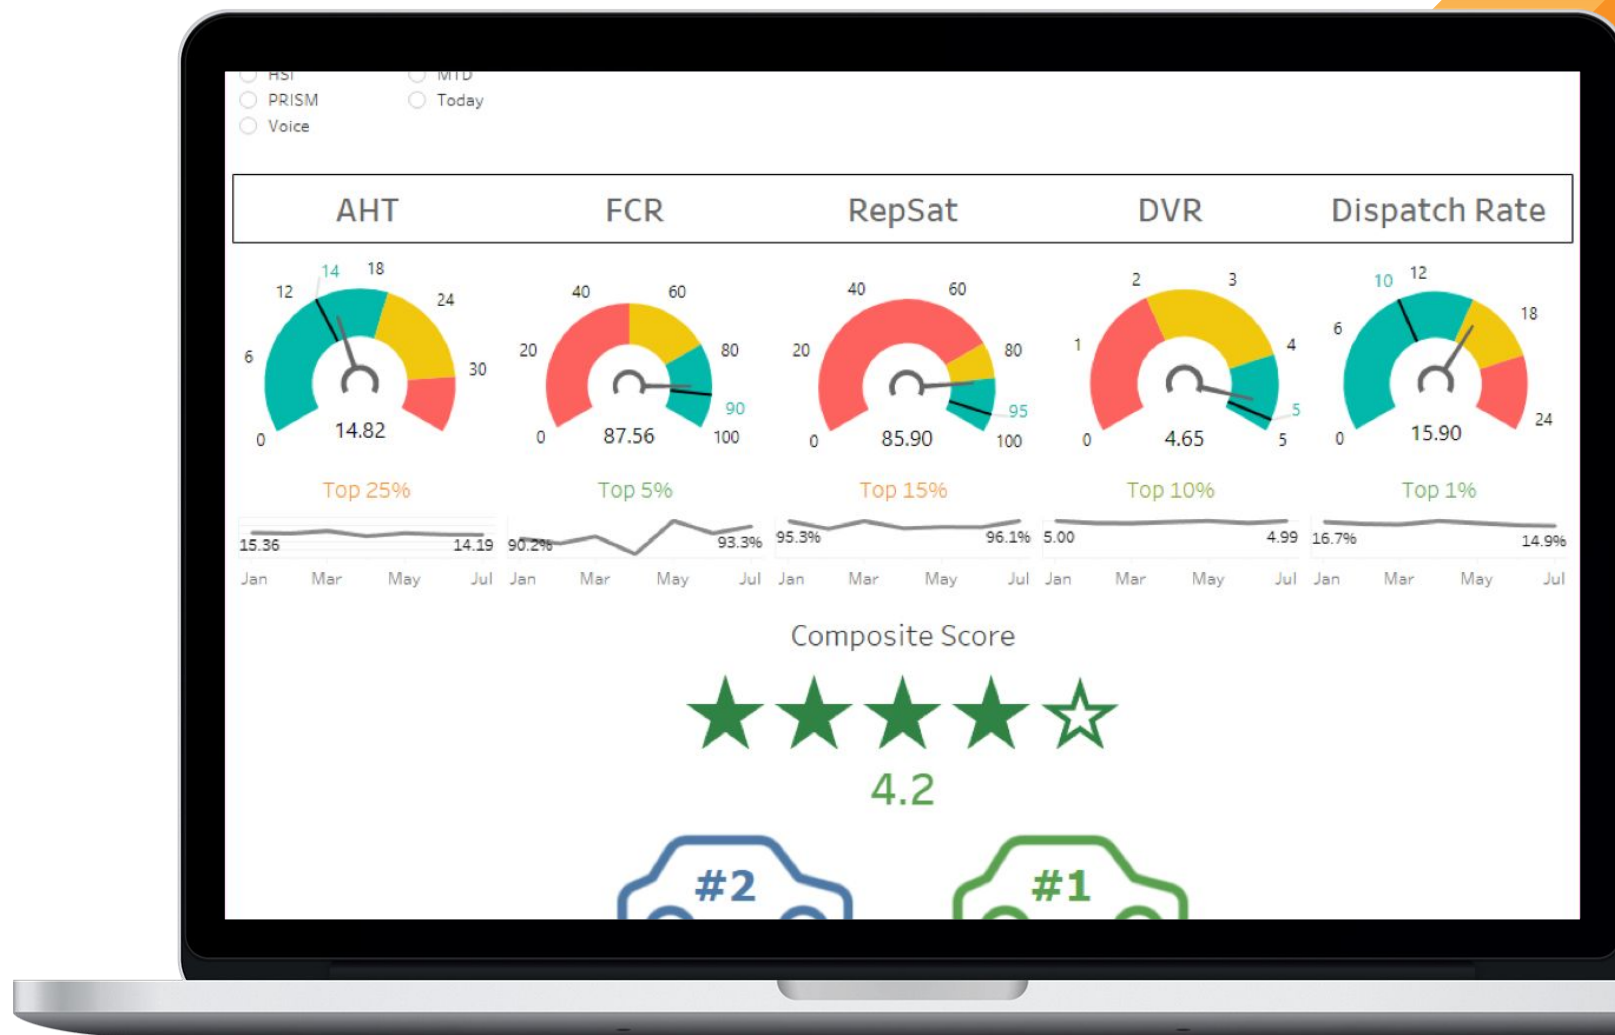 HSI MTD
PRISM Today
Voice
AHT FCR RepSat DVR Dispatch Rate
0 6 12 14 18 24 30
14.82
0 20 40 60 80 90 100
87.56
0 20 40 60 80 95 100
85.90
0 1 2 3 4 5 5
4.65
0 6 10 12 18 24
15.90
Top 25% Top 5% Top 15% Top 10% Top 1%
15.36 14.19 90.2% 93.3% 95.3% 96.1% 5.00 4.99 16.7% 14.9%
Jan Mar May Jul Jan Mar May Jul Jan Mar May Jul Jan Mar May Jul Jan Mar May Jul
Composite Score
4.2
#2 #1